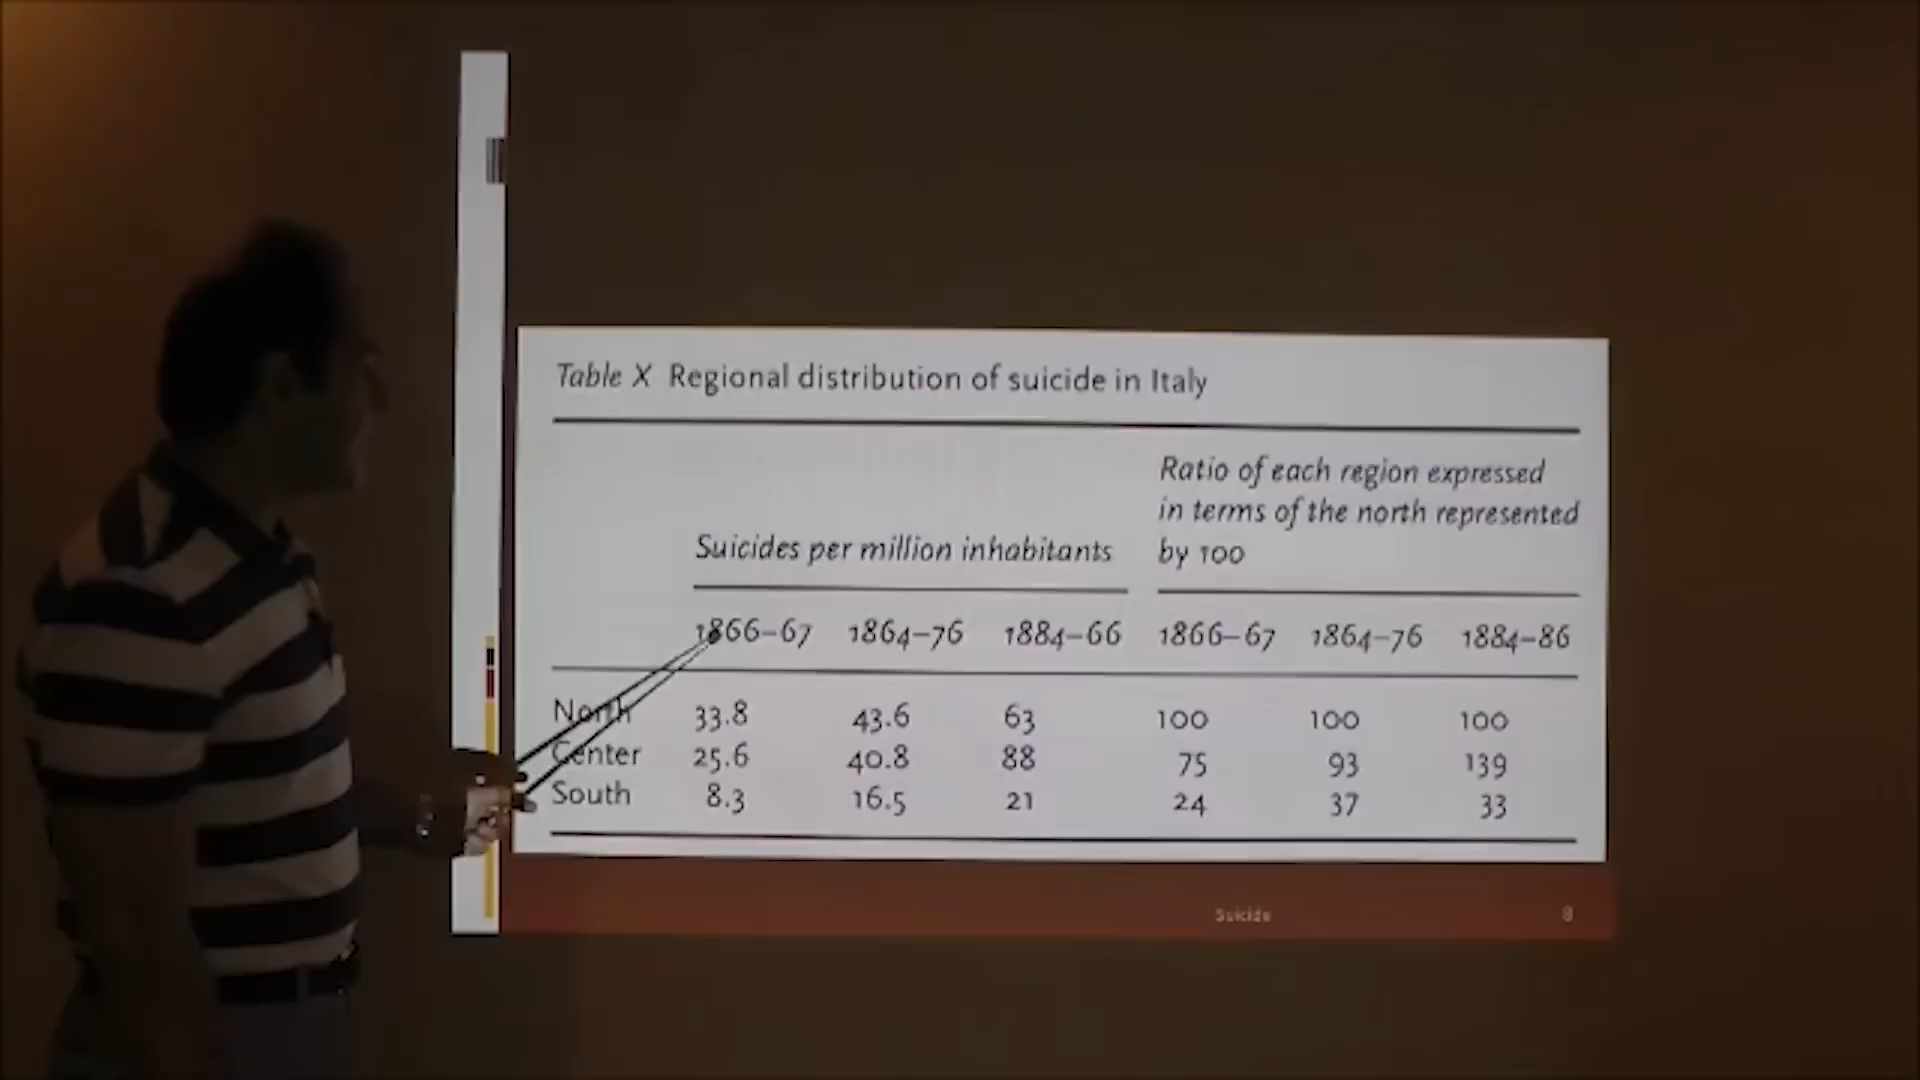 Table X Regional distribution of suicide in Italy
Ratio of each region expressed
in terms of the north represented
Suicides per million inhabitants by 100
1866–67 1864–76 1884–66 1866–67 1864–76 1884–86
North 33.8 43.6 63 100 100 100
Center 25.6 40.8 88 75 93 139
South 8.3 16.5 21 24 37 33
Suicide 8